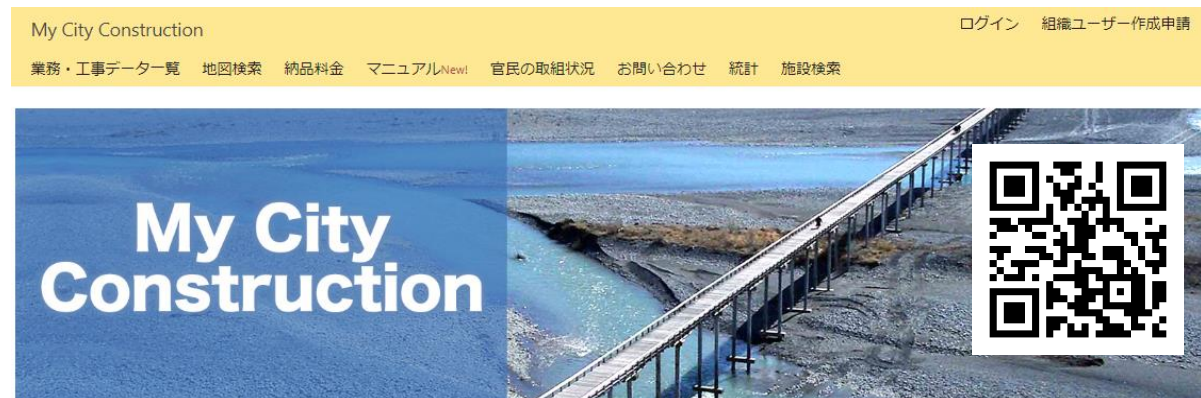 My City Construction
ログイン 組織ユーザー作成申請
業務・工事データ一覧 地図検索 納品料金 マニュアルNew! 官民の取組状況 お問い合わせ 統計 施設検索
My City
Construction